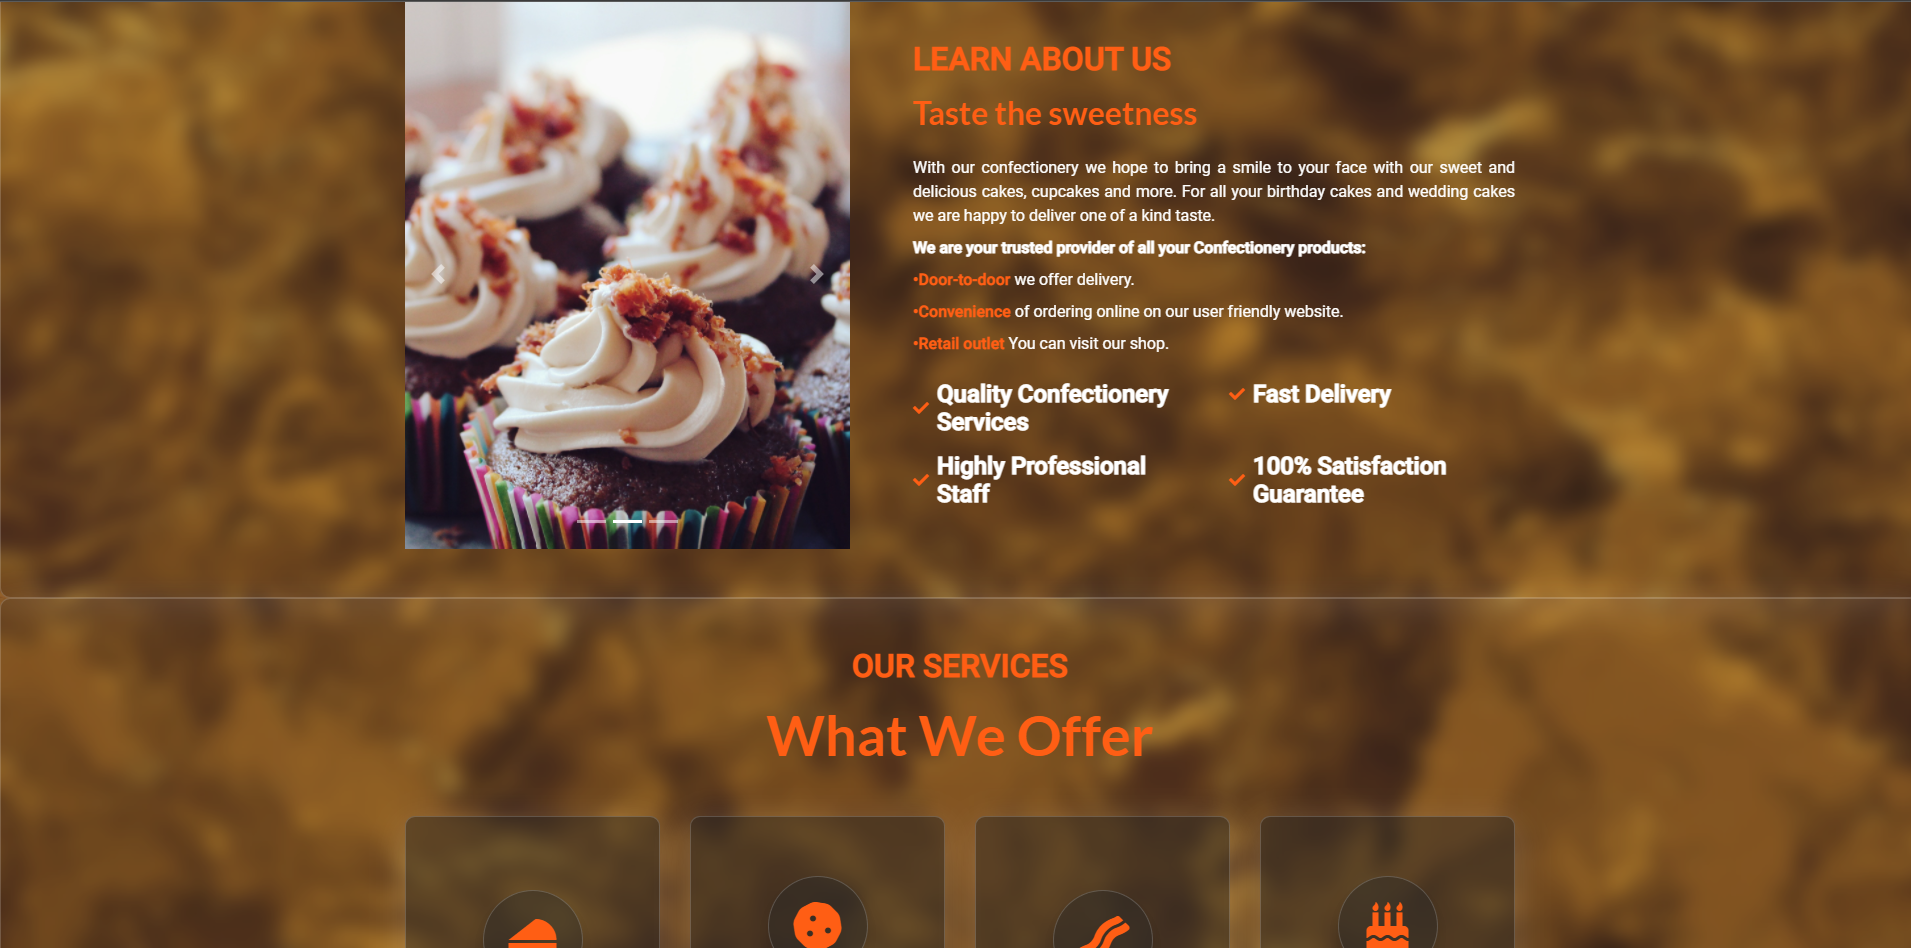 LEARN ABOUT US
Taste the sweetness
With our confectionery we hope to bring a smile to your face with our sweet and
delicious cakes, cupcakes and more. For all your birthday cakes and wedding cakes
we are happy to deliver one of a kind taste.
We are your trusted provider of all your Confectionery products:
•Door-to-door we offer delivery.
•Convenience of ordering online on our user friendly website.
•Retail outlet You can visit our shop.
Quality Confectionery
Services
Fast Delivery
Highly Professional
Staff
100% Satisfaction
Guarantee
OUR SERVICES
What We Offer